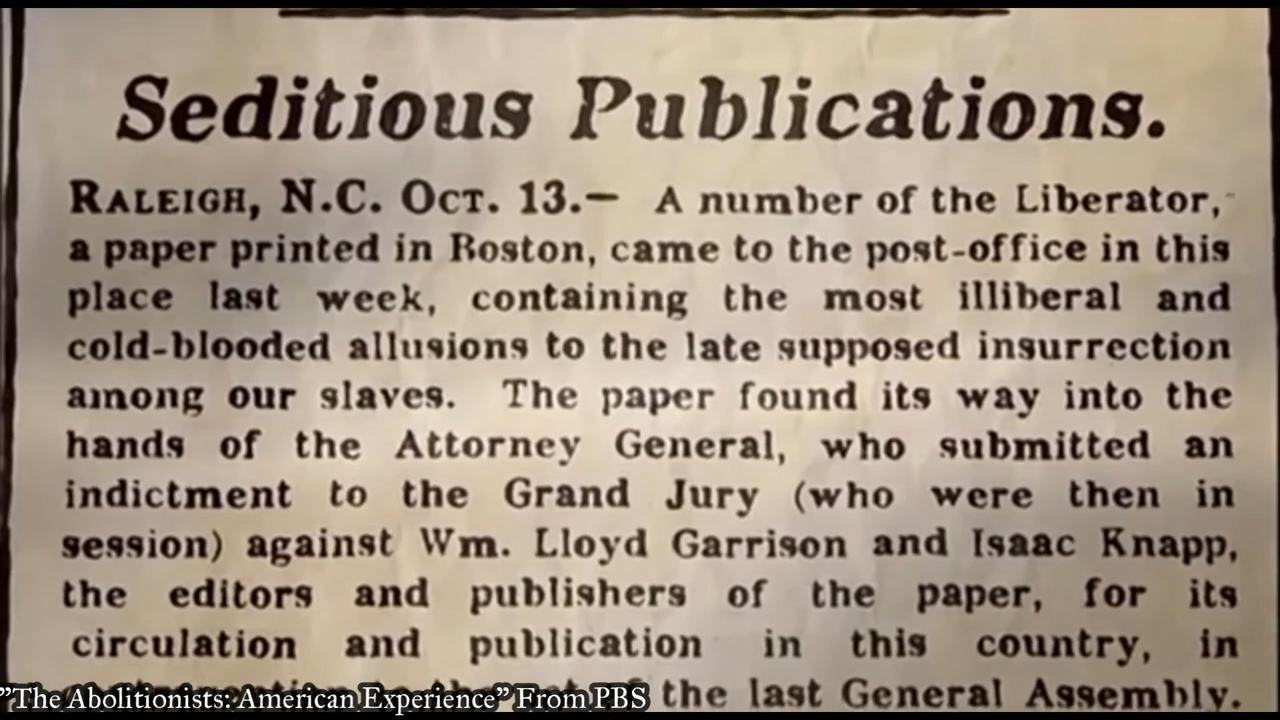 Seditious Publications.
RALEIGH, N.C. OCT. 13.— A number of the Liberator,
a paper printed in Boston, came to the post-office in this
place last week, containing the most illiberal and
cold-blooded allusions to the late supposed insurrection
among our slaves. The paper found its way into the
hands of the Attorney General, who submitted an
indictment to the Grand Jury (who were then in
session) against Wm. Lloyd Garrison and Isaac Knapp,
the editors and publishers of the paper, for its
circulation and publication in this country, in
the last General Assembly.
"The Abolitionists: American Experience" From PBS